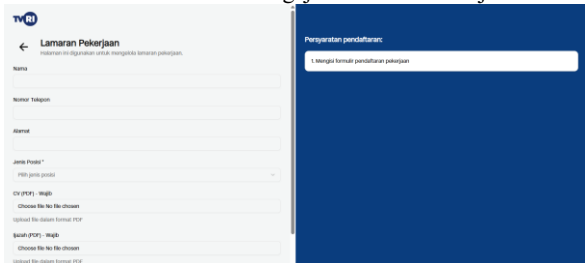 TVRI
Lamaran Pekerjaan
Halaman ini digunakan untuk mengelola lamaran pekerjaan.
Nama
Nomor Telepon
Alamat
Jenis Posisi *
Pilih jenis posisi
CV (PDF) - Wajib
Choose File No file chosen
Upload file dalam format PDF
Ijazah (PDF) - Wajib
Choose File No file chosen
Upload file dalam format PDF
Persyaratan pendaftaran:
1. Mengisi formulir pendaftaran pekerjaan